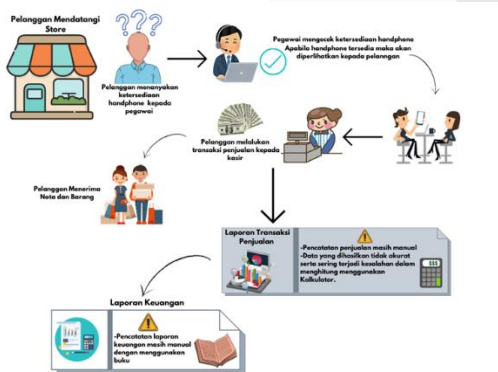 Pelanggan Mendatangi
Store
Pelanggan menanyakan
ketersediaan
handphone kepada
pegawai
Pegawai mengecek ketersediaan handphone
Apabila handphone tersedia maka akan
diperlihatkan kepada pelanngan
Pelanggan melalukan
transaksi penjualan kepada
kasir
Pelanggan Menerima
Nota dan Barang
Laporan Transaksi
Penjualan
-Pencatatan penjualan masih manual
-Data yang dihasilkan tidak akurat
serta sering terjadi kesalahan dalam
menghitung menggunakan
Kalkulator.
Laporan Keuangan
-Pencatatan laporan
keuangan masih manual
dengan menggunakan
buku